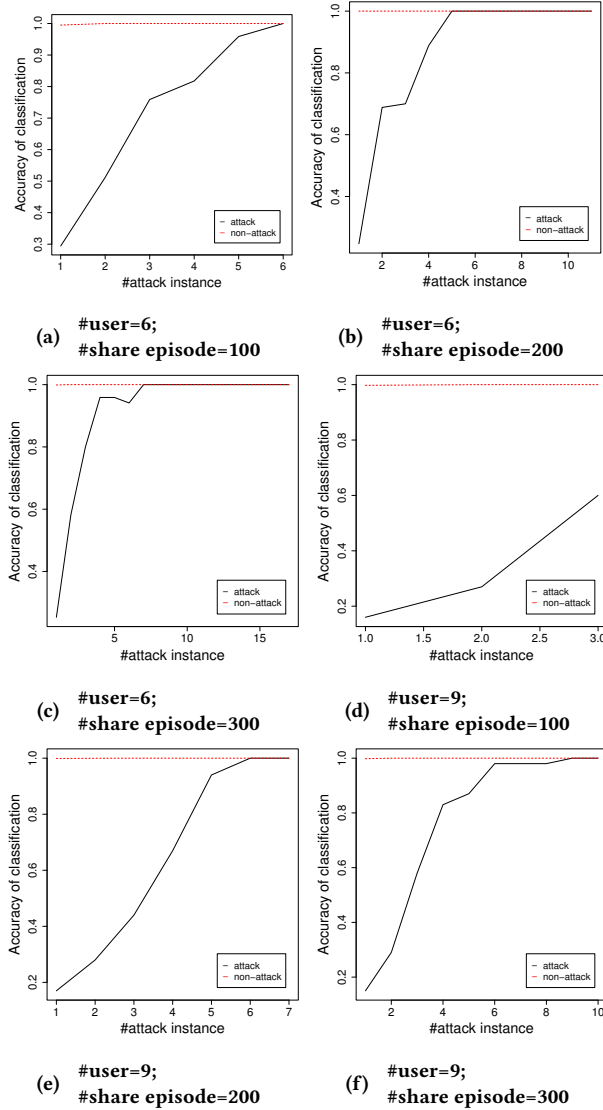 Accuracy of classification
0.3 0.4 0.5 0.6 0.7 0.8 0.9 1.0
1 2 3 4 5 6
#attack instance
attack
non−attack
(a) #user=6;
#share episode=100
Accuracy of classification
0.4 0.6 0.8 1.0
2 4 6 8 10
#attack instance
attack
non−attack
(b) #user=6;
#share episode=200
Accuracy of classification
0.4 0.6 0.8 1.0
5 10 15
#attack instance
attack
non−attack
(c) #user=6;
#share episode=300
Accuracy of classification
0.2 0.4 0.6 0.8 1.0
1.0 1.5 2.0 2.5 3.0
#attack instance
attack
non−attack
(d) #user=9;
#share episode=100
Accuracy of classification
0.2 0.4 0.6 0.8 1.0
1 2 3 4 5 6 7
#attack instance
attack
non−attack
(e) #user=9;
#share episode=200
Accuracy of classification
0.2 0.4 0.6 0.8 1.0
2 4 6 8 10
#attack instance
attack
non−attack
(f) #user=9;
#share episode=300